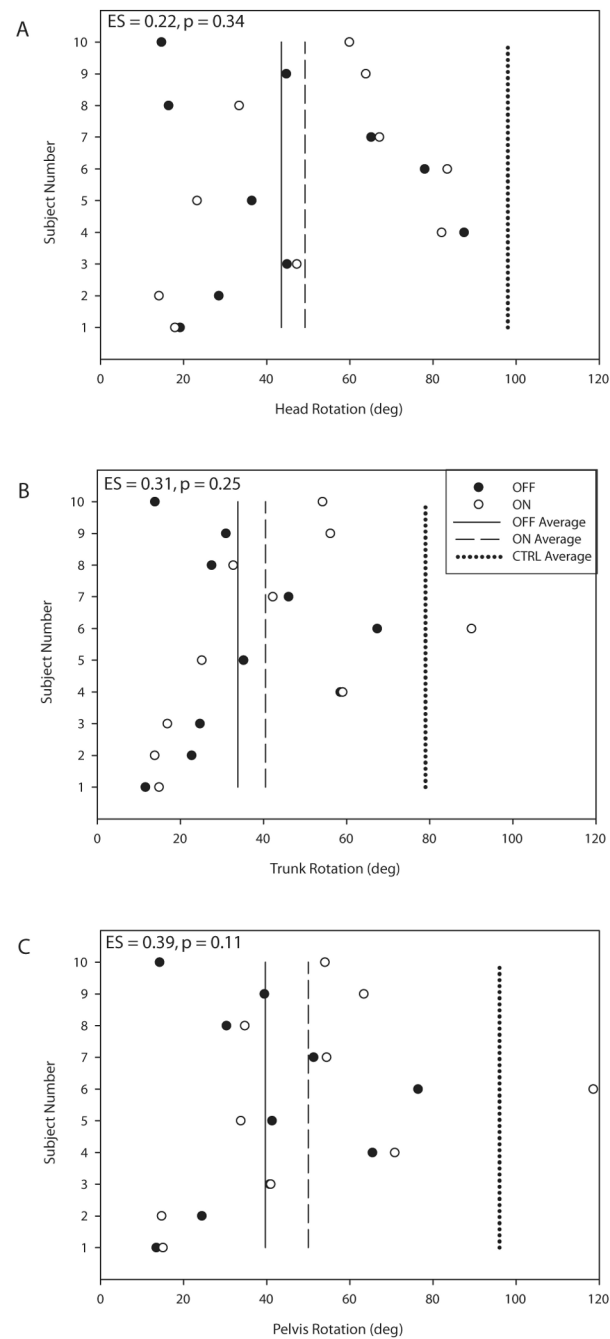 A
ES = 0.22, p = 0.34
Subject Number
10
9
8
7
6
5
4
3
2
1
0 20 40 60 80 100 120
Head Rotation (deg)
B
ES = 0.31, p = 0.25
OFF
ON
OFF Average
ON Average
CTRL Average
Subject Number
10
9
8
7
6
5
4
3
2
1
0 20 40 60 80 100 120
Trunk Rotation (deg)
C
ES = 0.39, p = 0.11
Subject Number
10
9
8
7
6
5
4
3
2
1
0 20 40 60 80 100 120
Pelvis Rotation (deg)